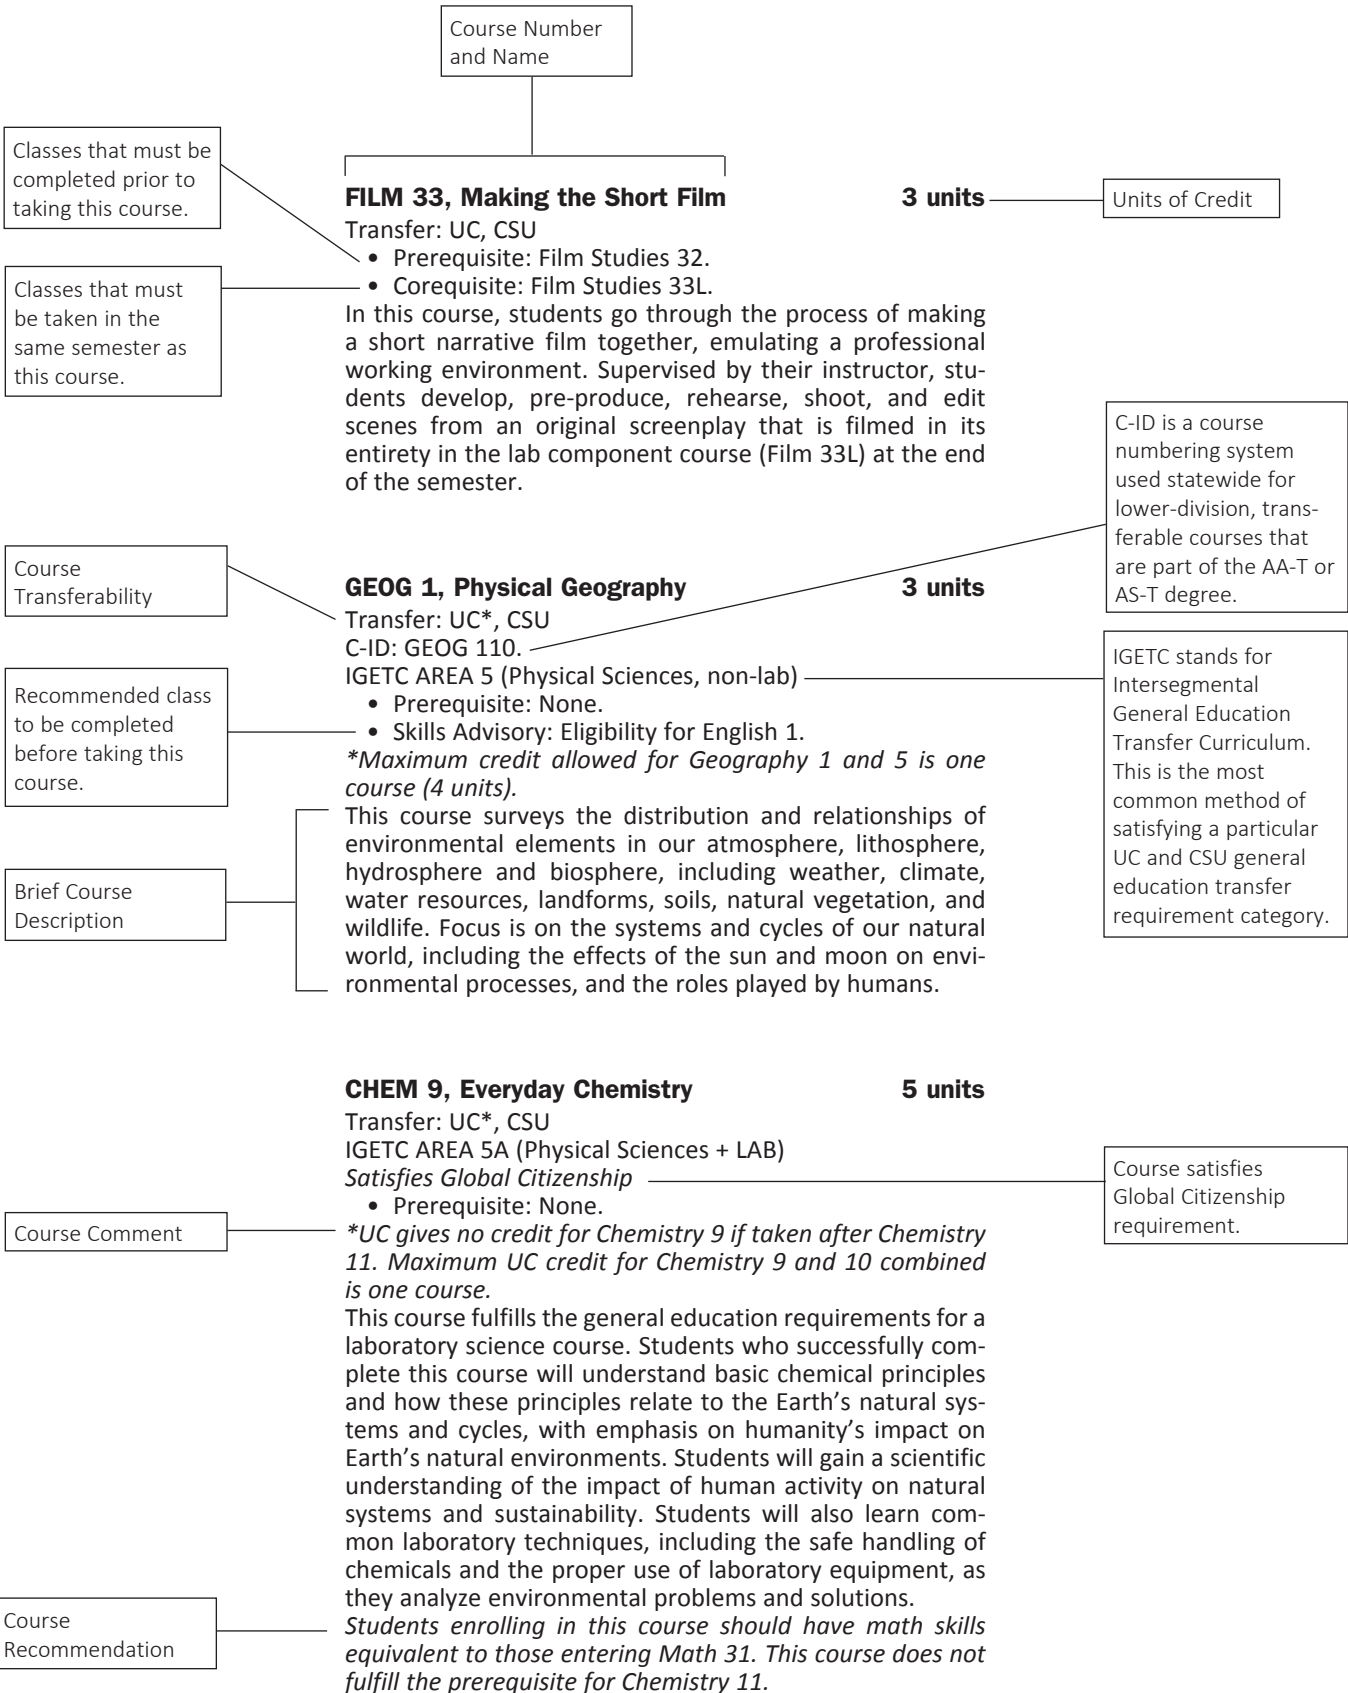 Course Number
and Name
Classes that must be
completed prior to
taking this course.
FILM 33, Making the Short Film 3 units
Units of Credit
Transfer: UC, CSU
• Prerequisite: Film Studies 32.
• Corequisite: Film Studies 33L.
Classes that must
be taken in the
same semester as
this course.
In this course, students go through the process of making
a short narrative film together, emulating a professional
working environment. Supervised by their instructor, stu-
dents develop, pre-produce, rehearse, shoot, and edit
scenes from an original screenplay that is filmed in its
entirety in the lab component course (Film 33L) at the end
of the semester.
C-ID is a course
numbering system
used statewide for
lower-division, trans-
ferable courses that
are part of the AA-T or
AS-T degree.
Course
Transferability
GEOG 1, Physical Geography 3 units
Transfer: UC*, CSU
C-ID: GEOG 110.
IGETC AREA 5 (Physical Sciences, non-lab)
• Prerequisite: None.
• Skills Advisory: Eligibility for English 1.
*Maximum credit allowed for Geography 1 and 5 is one
course (4 units).
IGETC stands for
Intersegmental
General Education
Transfer Curriculum.
This is the most
common method of
satisfying a particular
UC and CSU general
education transfer
requirement category.
Recommended class
to be completed
before taking this
course.
This course surveys the distribution and relationships of
environmental elements in our atmosphere, lithosphere,
hydrosphere and biosphere, including weather, climate,
water resources, landforms, soils, natural vegetation, and
wildlife. Focus is on the systems and cycles of our natural
world, including the effects of the sun and moon on envi-
ronmental processes, and the roles played by humans.
Brief Course
Description
CHEM 9, Everyday Chemistry 5 units
Transfer: UC*, CSU
IGETC AREA 5A (Physical Sciences + LAB)
Satisfies Global Citizenship
• Prerequisite: None.
Course satisfies
Global Citizenship
requirement.
Course Comment
*UC gives no credit for Chemistry 9 if taken after Chemistry
11. Maximum UC credit for Chemistry 9 and 10 combined
is one course.
This course fulfills the general education requirements for a
laboratory science course. Students who successfully com-
plete this course will understand basic chemical principles
and how these principles relate to the Earth's natural sys-
tems and cycles, with emphasis on humanity's impact on
Earth's natural environments. Students will gain a scientific
understanding of the impact of human activity on natural
systems and sustainability. Students will also learn com-
mon laboratory techniques, including the safe handling of
chemicals and the proper use of laboratory equipment, as
they analyze environmental problems and solutions.
Course
Recommendation
Students enrolling in this course should have math skills
equivalent to those entering Math 31. This course does not
fulfill the prerequisite for Chemistry 11.